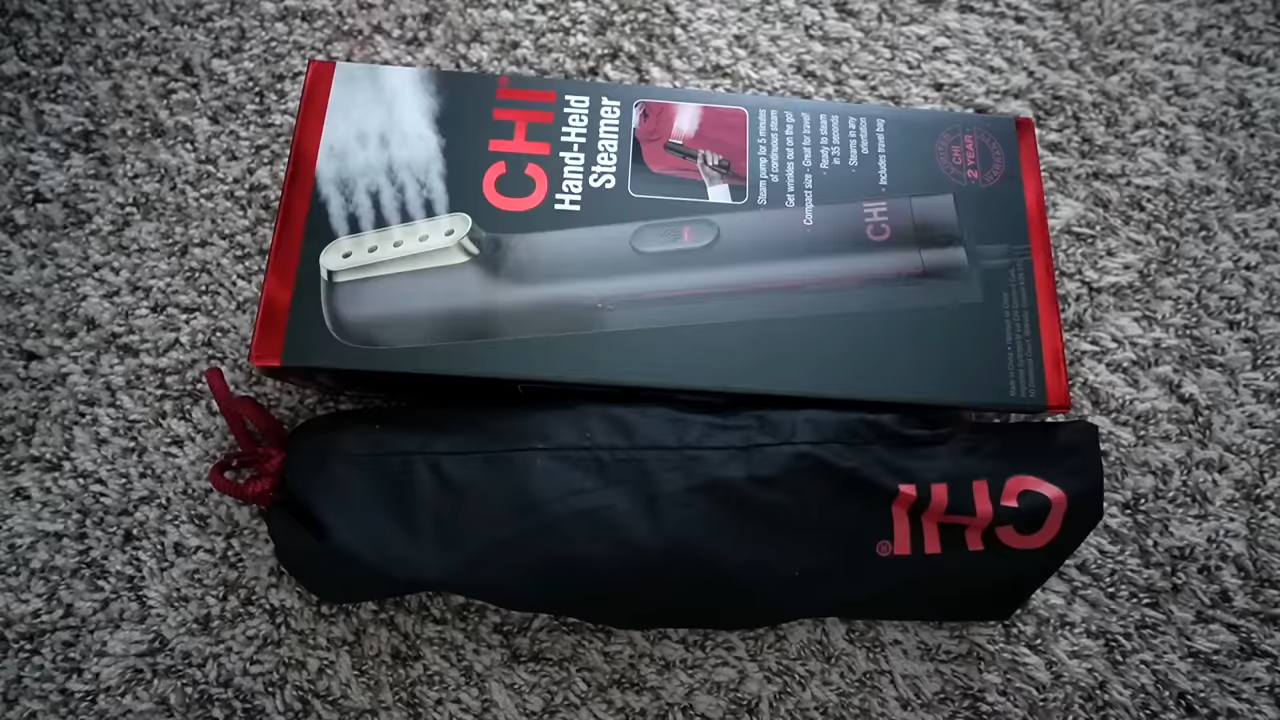 CHI
Hand-Held
Steamer
Steam pump for 5 minutes
of continuous steam
Get wrinkles out on the go!
· Compact size - Great for travel!
· Ready to steam
in 35 seconds
· Steams in any
orientation
· Includes travel bag
LIMITED
CHI
2 YEAR
WARRANTY
CHI
CHI®